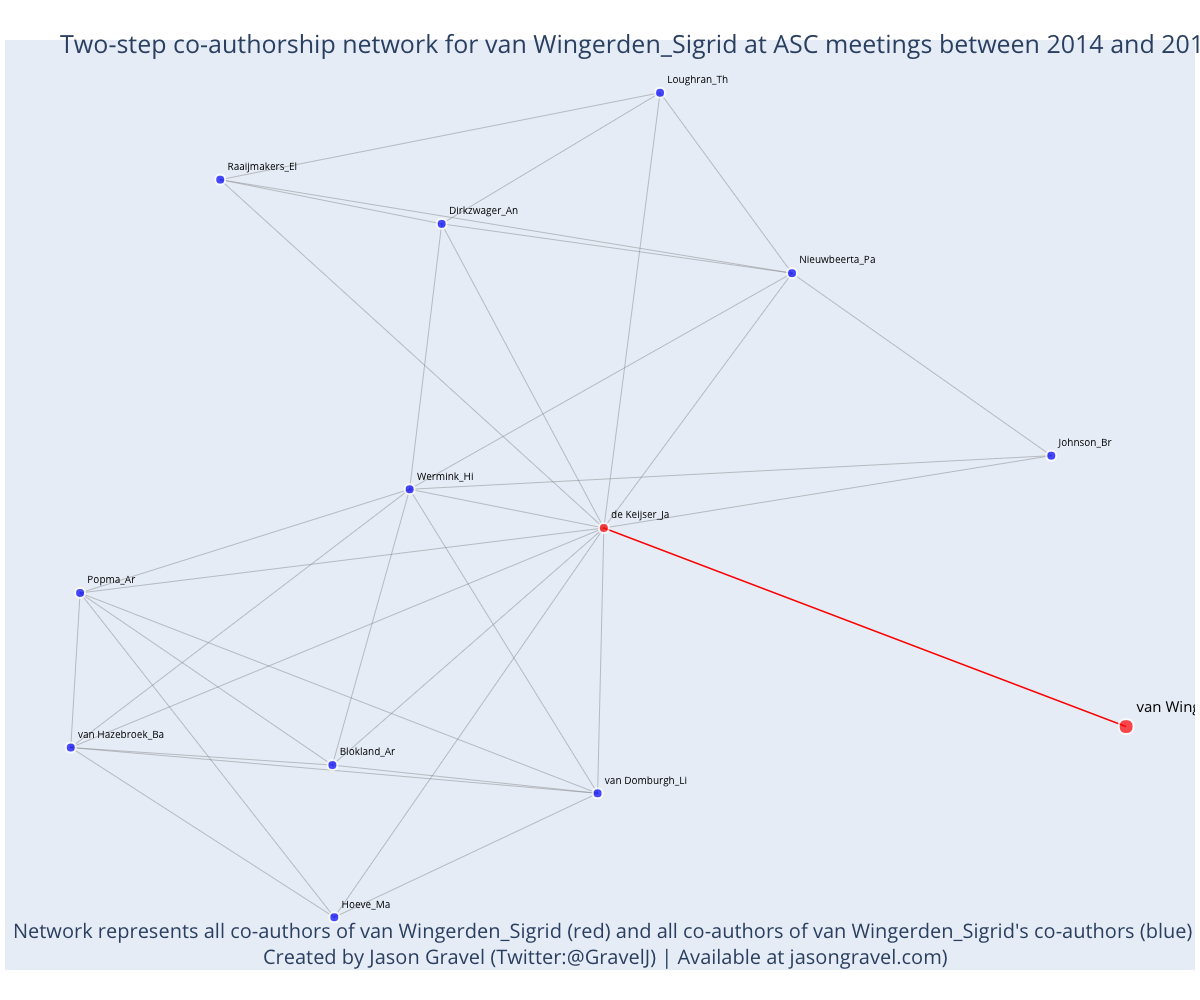 Two-step co-authorship network for van Wingerden_Sigrid at ASC meetings between 2014 and 201
Loughran_Th
Raaijmakers_El
Dirkzwager_An
Nieuwbeerta_Pa
Johnson_Br
Wermink_Hi
de Keijser_Ja
Popma_Ar
van Wing
van Hazebroek_Ba
Blokland_Ar
van Domburgh_Li
Hoeve_Ma
Network represents all co-authors of van Wingerden_Sigrid (red) and all co-authors of van Wingerden_Sigrid's co-authors (blue)
Created by Jason Gravel (Twitter:@GravelJ) | Available at jasongravel.com)